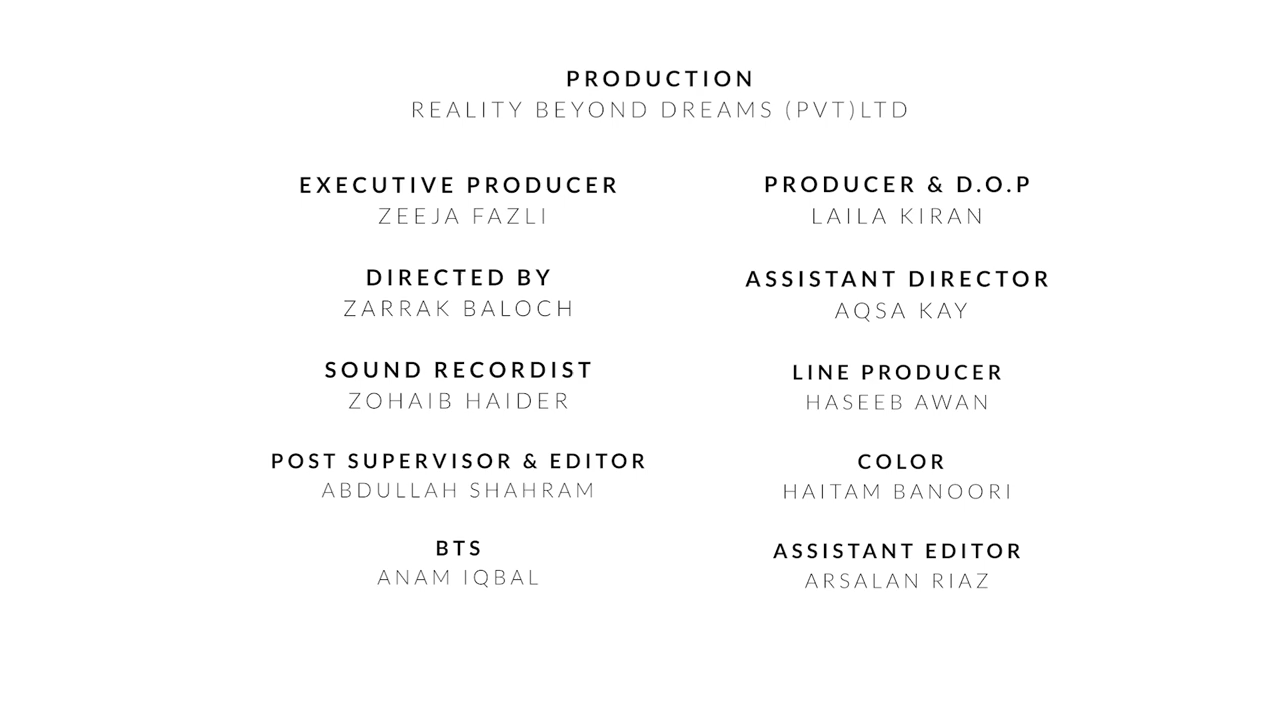 PRODUCTION
REALITY BEYOND DREAMS (PVT)LTD
EXECUTIVE PRODUCER
ZEEJA FAZLI
PRODUCER & D.O.P
LAILA KIRAN
DIRECTED BY
ZARRAK BALOCH
ASSISTANT DIRECTOR
AQSA KAY
SOUND RECORDIST
ZOHAIB HAIDER
LINE PRODUCER
HASEEB AWAN
POST SUPERVISOR & EDITOR
ABDULLAH SHAHRAM
COLOR
HAITAM BANOORI
BTS
ANAM IQBAL
ASSISTANT EDITOR
ARSALAN RIAZ